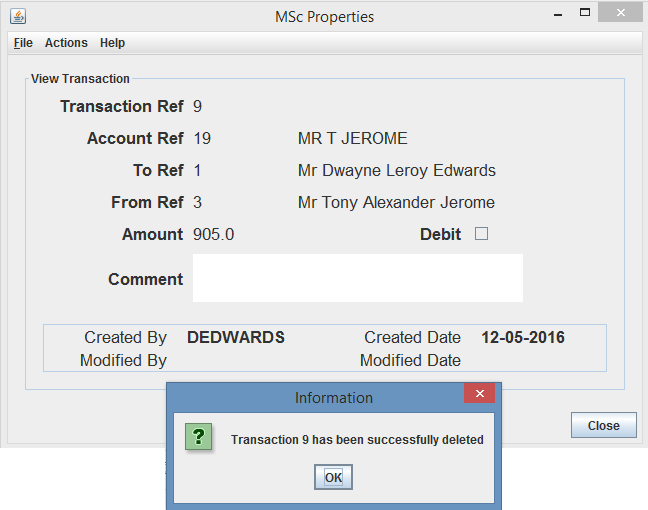 MSc Properties
File Actions Help
View Transaction
Transaction Ref 9
Account Ref 19 MR T JEROME
To Ref 1 Mr Dwayne Leroy Edwards
From Ref 3 Mr Tony Alexander Jerome
Amount 905.0 Debit
Comment
Created By DEDWARDS Created Date 12-05-2016
Modified By Modified Date
Information
Close
? Transaction 9 has been successfully deleted
OK